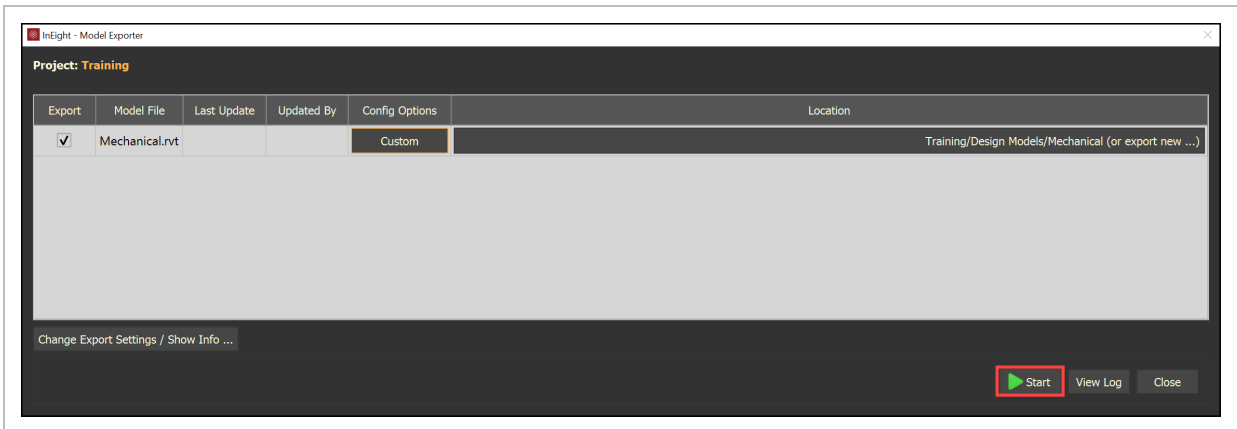 InEight - Model Exporter
Project: Training
Export Model File Last Update Updated By Config Options Location
Mechanical.rvt Custom Training/Design Models/Mechanical (or export new ...)
Change Export Settings / Show Info ...
Start View Log Close